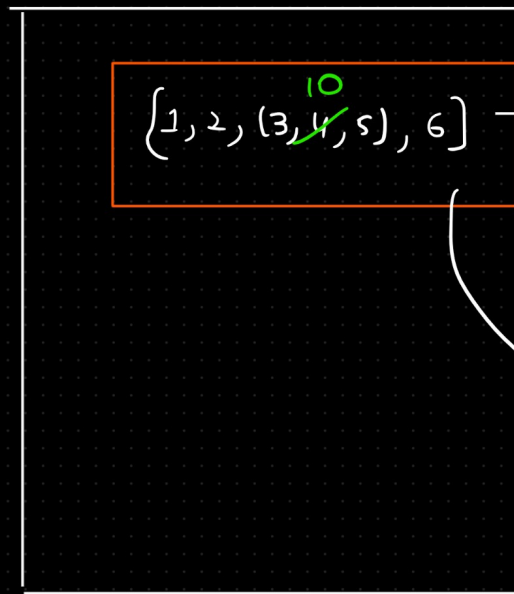 10
[1, 2, (3, 4, 5), 6]